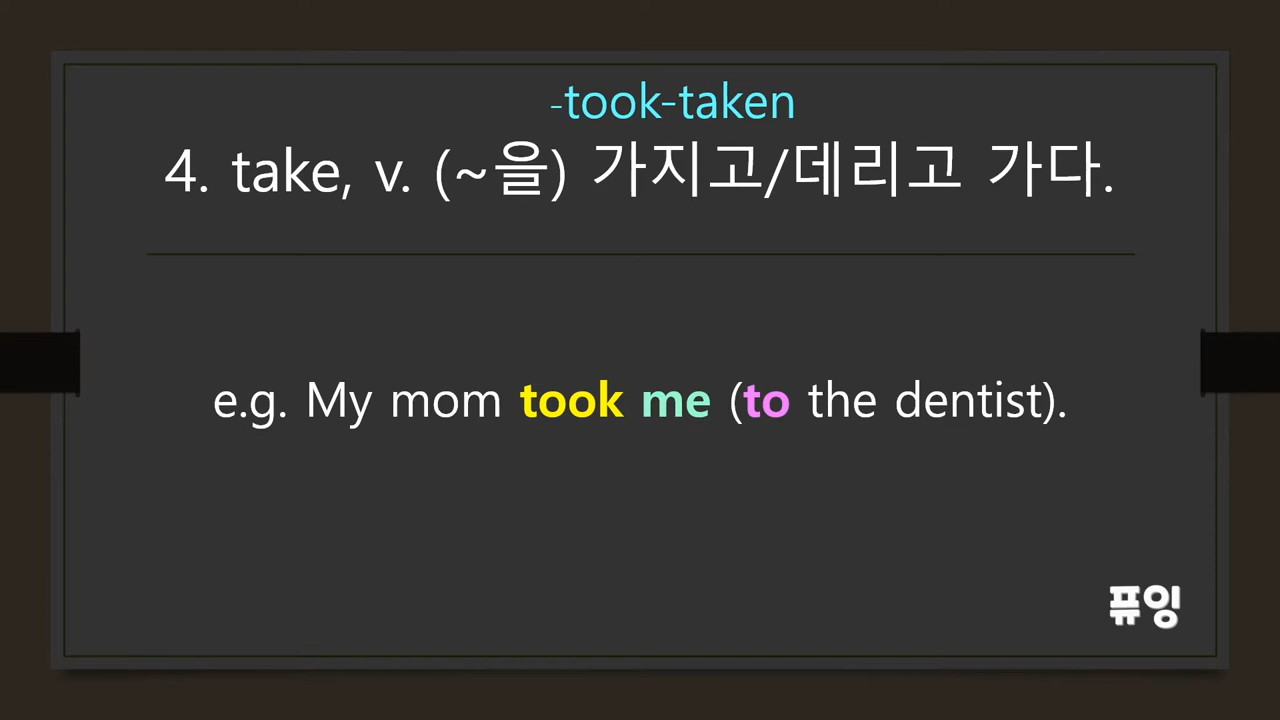 -took-taken
4. take, v. (~을) 가지고/데리고 가다.
e.g. My mom took me (to the dentist).
퓨잉